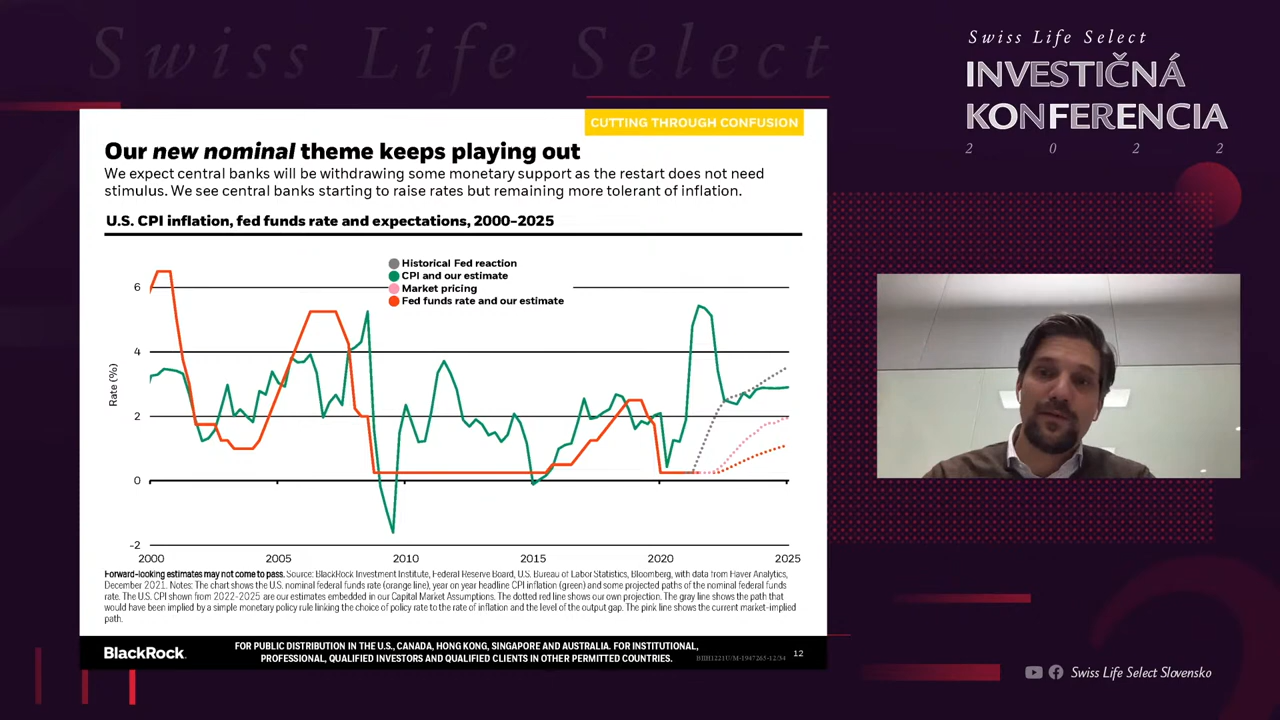 Swiss Life Select
Swiss Life Select
INVESTIČNÁ
KONFERENCIA
2 0 2 2
CUTTING THROUGH CONFUSION
Our new nominal theme keeps playing out
We expect central banks will be withdrawing some monetary support as the restart does not need
stimulus. We see central banks starting to raise rates but remaining more tolerant of inflation.
U.S. CPI inflation, fed funds rate and expectations, 2000–2025
Historical Fed reaction
CPI and our estimate
Market pricing
Fed funds rate and our estimate
Rate (%)
6
4
2
0
-2
2000 2005 2010 2015 2020 2025
Forward-looking estimates may not come to pass. Source: BlackRock Investment Institute, Federal Reserve Board, U.S. Bureau of Labor Statistics, Bloomberg, with data from Haver Analytics,
December 2021. Notes: The chart shows the U.S. nominal federal funds rate (orange line), year on year headline CPI inflation (green) and some projected paths of the nominal federal funds
rate. The U.S. CPI shown from 2022-2025 are our estimates embedded in our Capital Market Assumptions. The dotted red line shows our own projection. The gray line shows the path that
would have been implied by a simple monetary policy rule linking the choice of policy rate to the rate of inflation and the level of the output gap. The pink line shows the current market-implied
path.
BlackRock.
FOR PUBLIC DISTRIBUTION IN THE U.S., CANADA, HONG KONG, SINGAPORE AND AUSTRALIA. FOR INSTITUTIONAL,
PROFESSIONAL, QUALIFIED INVESTORS AND QUALIFIED CLIENTS IN OTHER PERMITTED COUNTRIES.
BIIH1221U/M-1947265-12/34
12
Swiss Life Select Slovensko